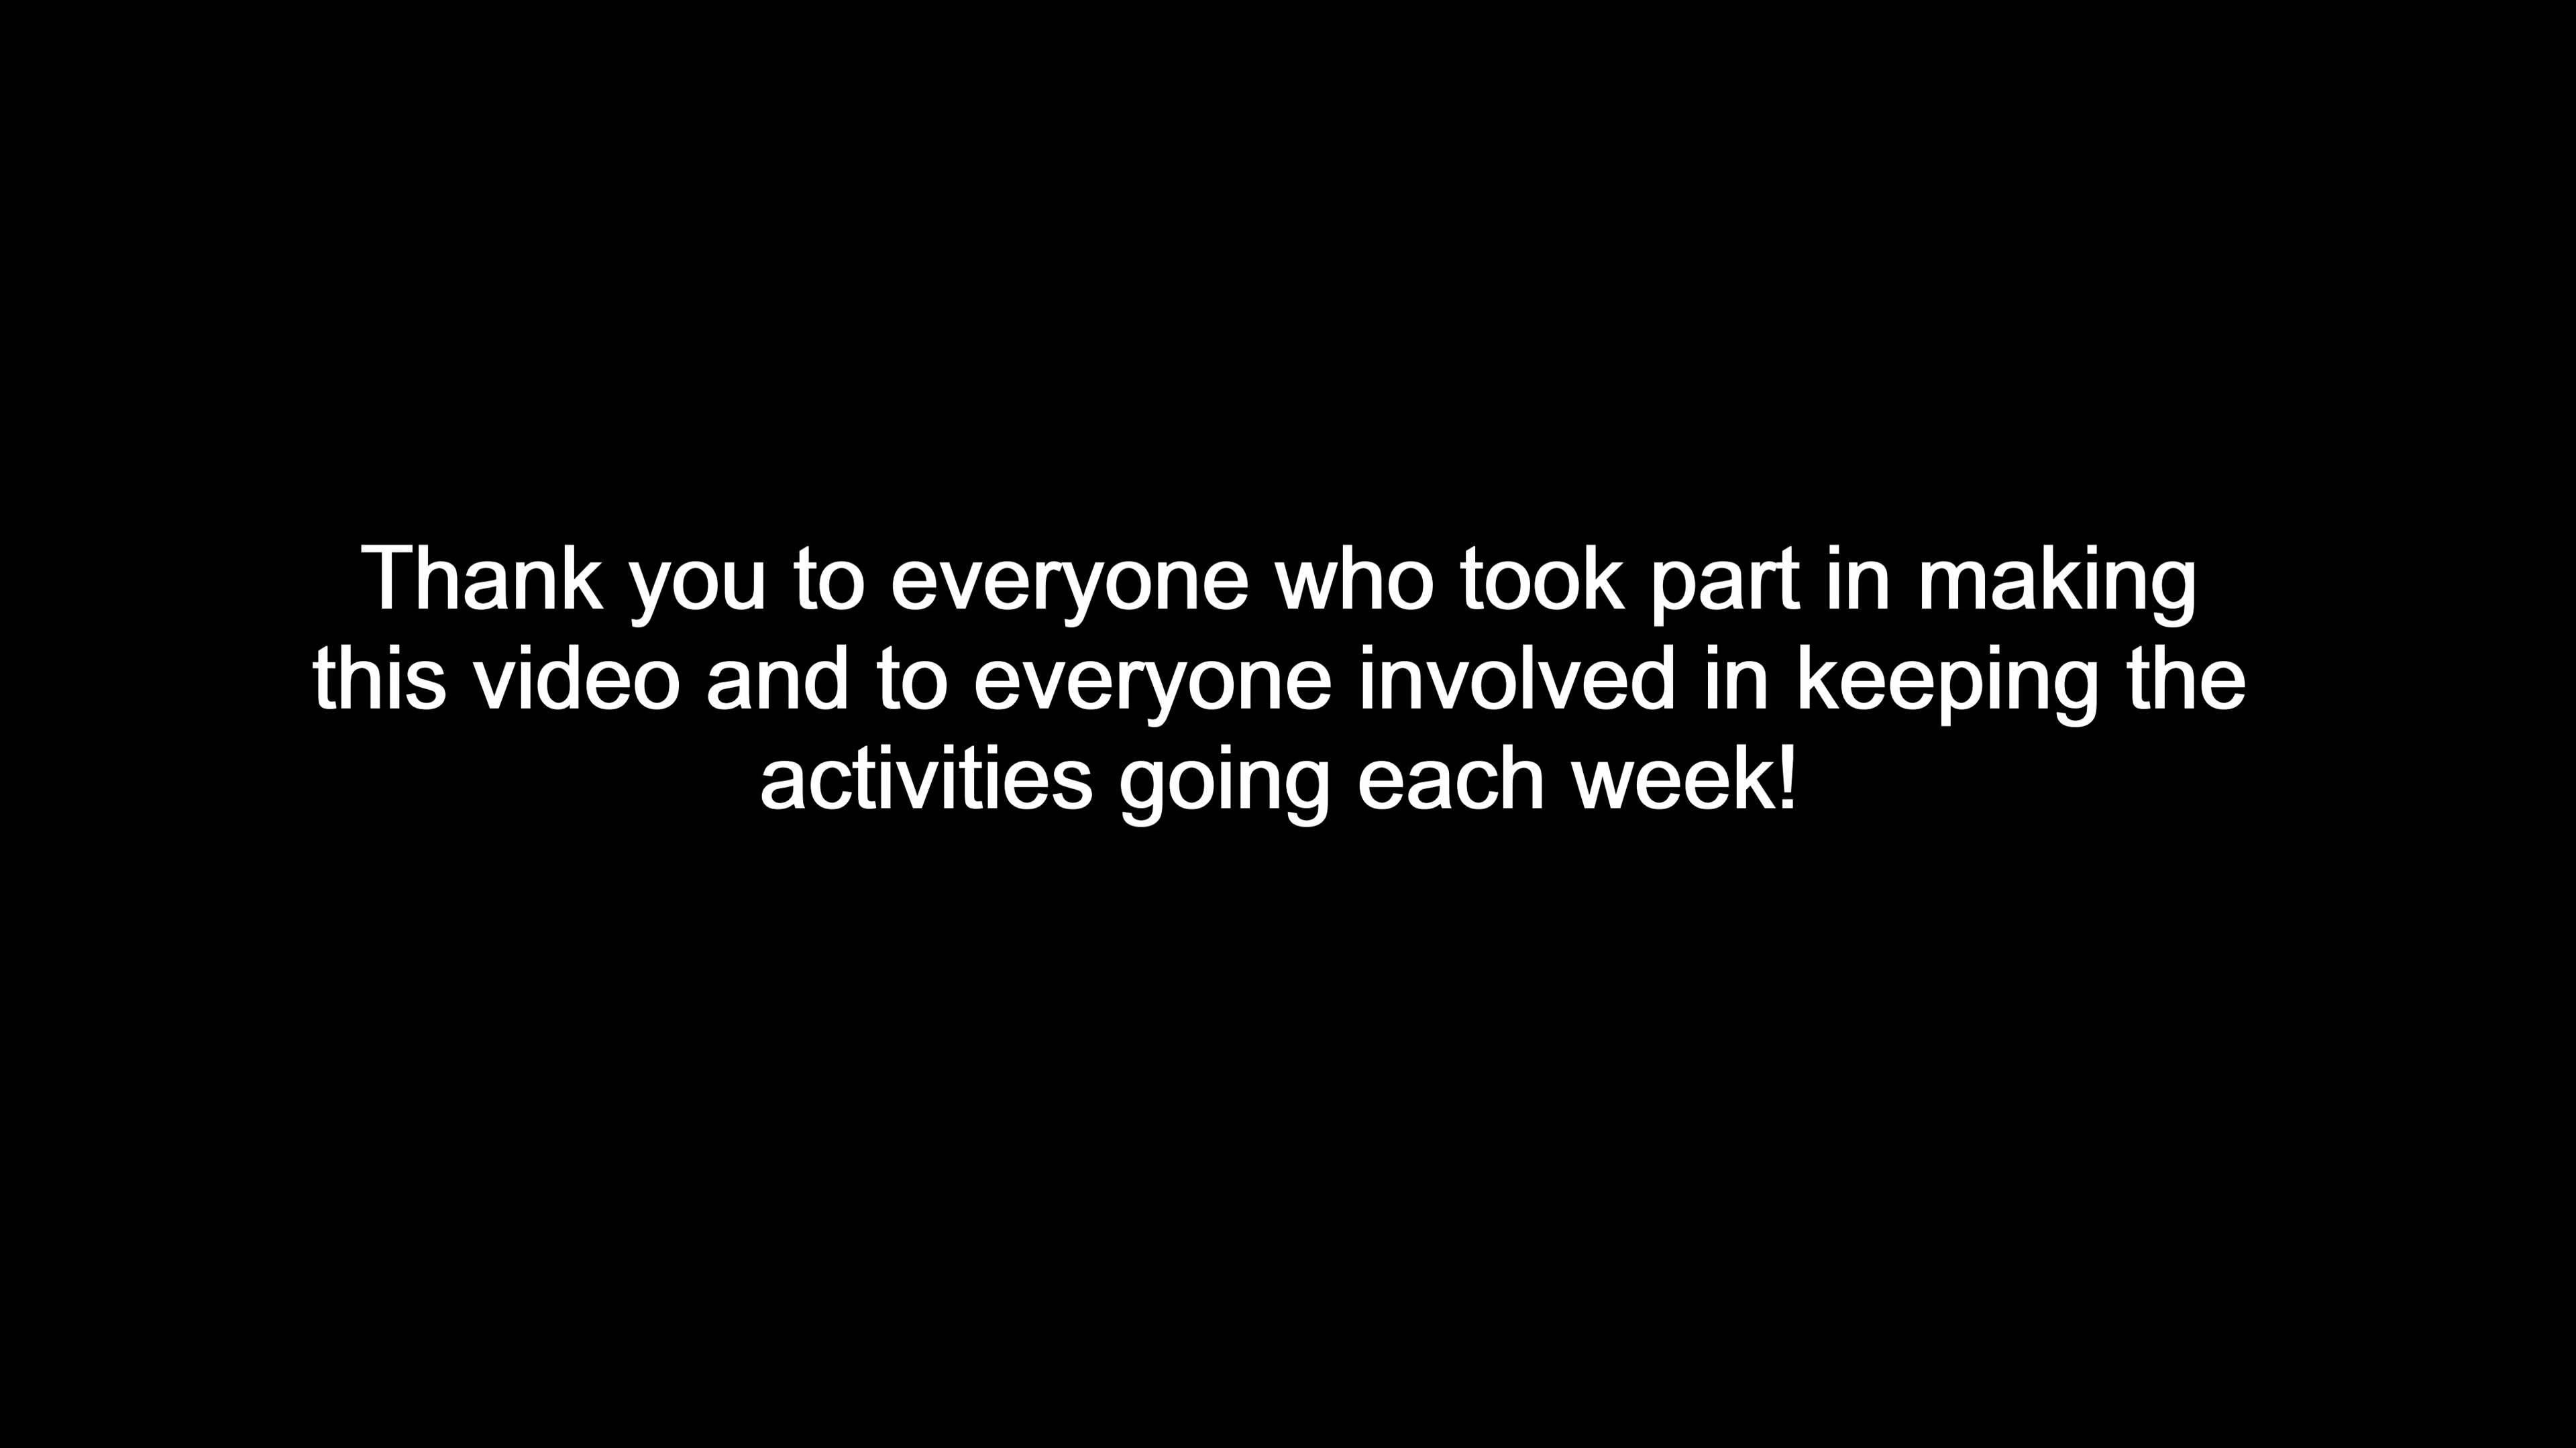 Thank you to everyone who took part in making
this video and to everyone involved in keeping the
activities going each week!